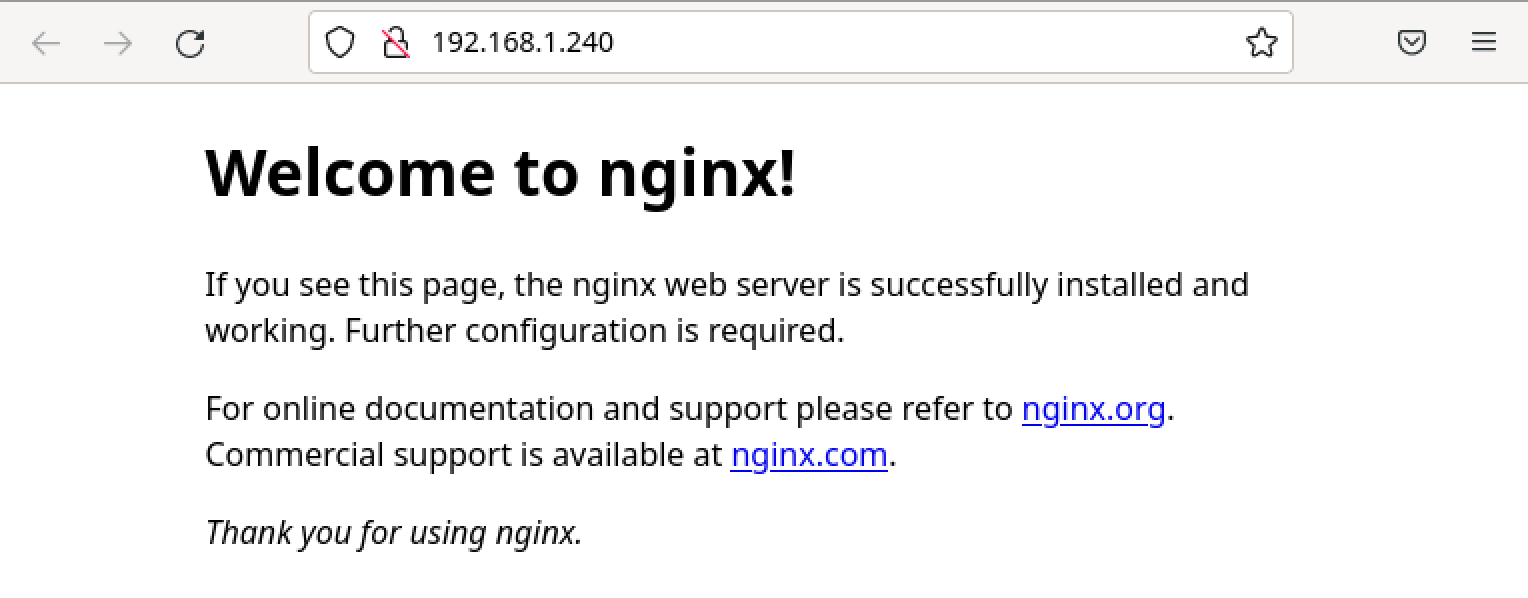 192.168.1.240
Welcome to nginx!
If you see this page, the nginx web server is successfully installed and
working. Further configuration is required.
For online documentation and support please refer to nginx.org.
Commercial support is available at nginx.com.
Thank you for using nginx.